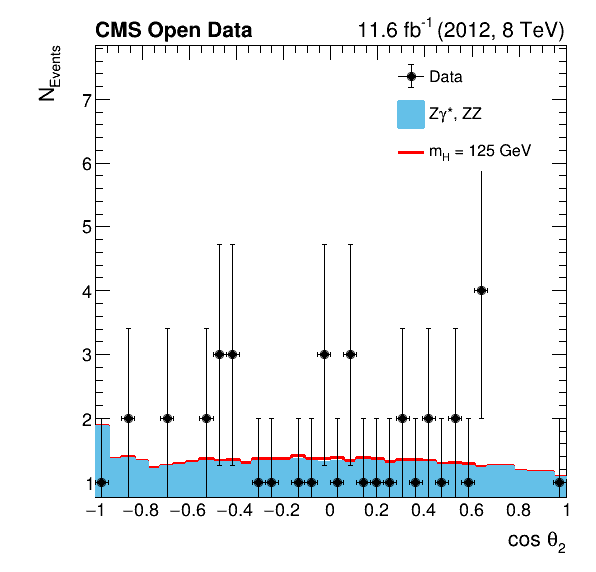 CMS Open Data 11.6 fb⁻¹ (2012, 8 TeV)
N_Events
Data
Zγ*, ZZ
m_H = 125 GeV
7
6
5
4
3
2
1
−1 −0.8 −0.6 −0.4 −0.2 0 0.2 0.4 0.6 0.8 1
cos θ₂